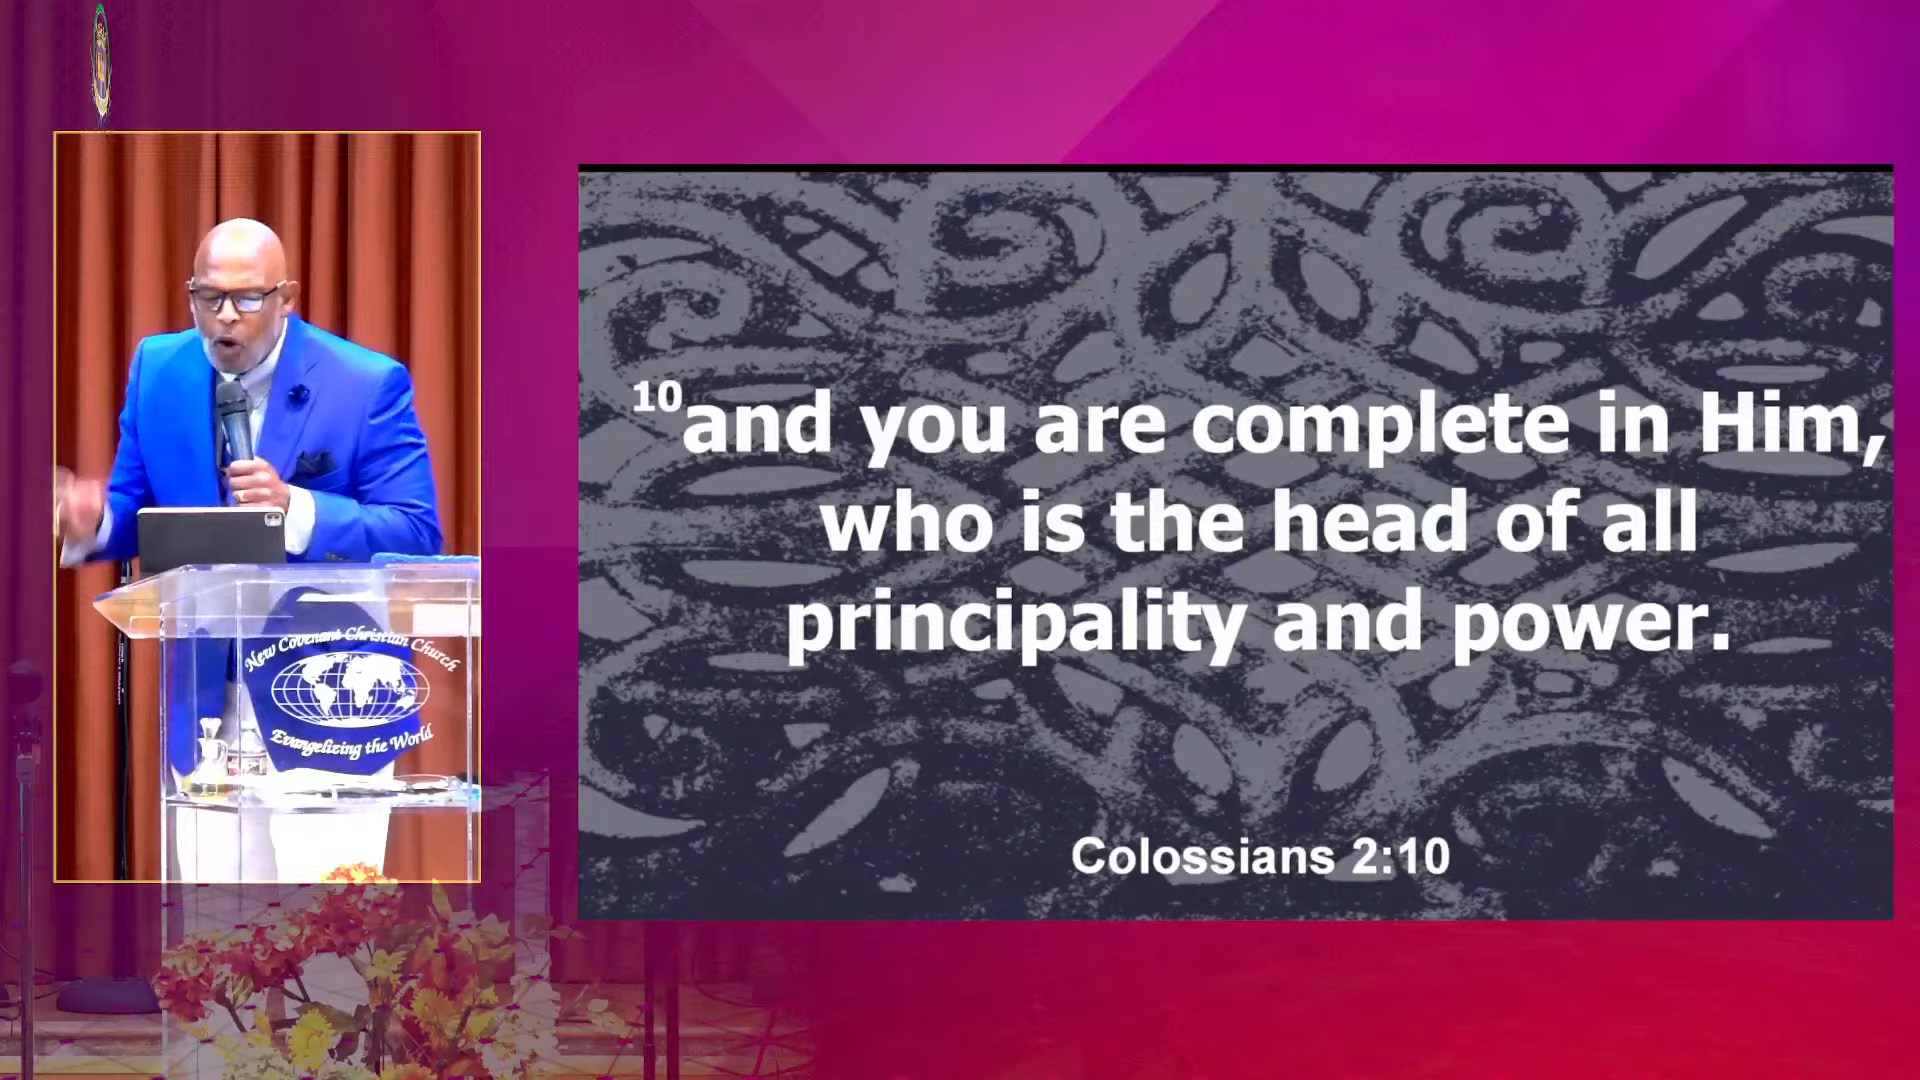 10and you are complete in Him,
who is the head of all
principality and power.
Colossians 2:10
New Covenant Christian Church
Evangelizing the World